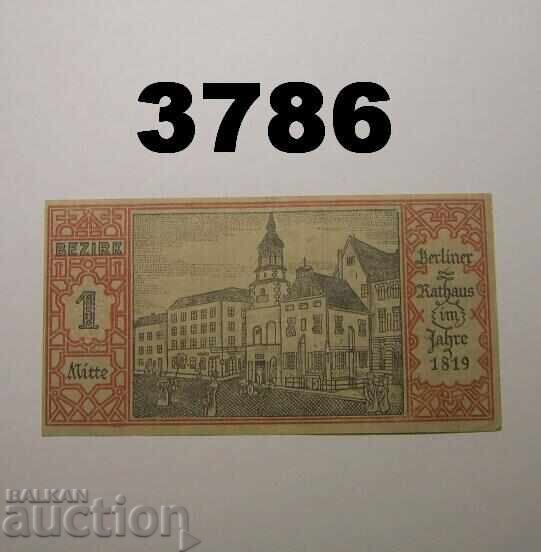 3786
BEZIRK
1
Mitte
Berliner
Rathaus
im
Jahre
1819
BALKAN
auction